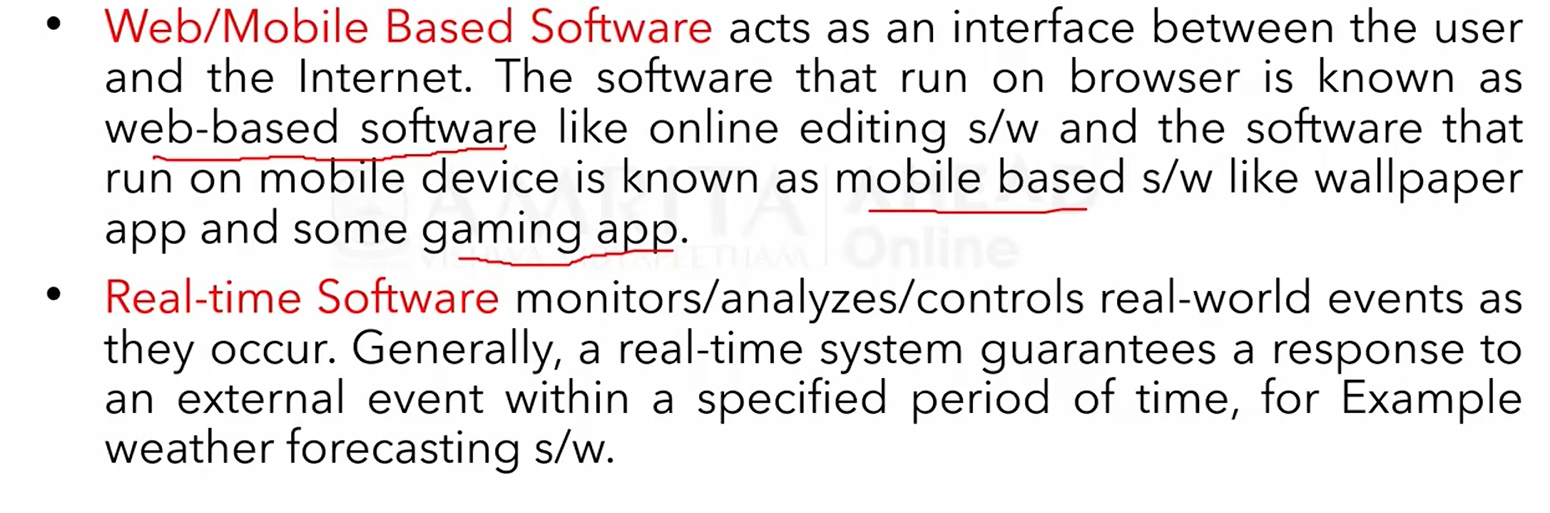 • Web/Mobile Based Software acts as an interface between the user
and the Internet. The software that run on browser is known as
web-based software like online editing s/w and the software that
run on mobile device is known as mobile based s/w like wallpaper
app and some gaming app.
AMRITA
AHEAD
Online
• Real-time Software monitors/analyzes/controls real-world events as
they occur. Generally, a real-time system guarantees a response to
an external event within a specified period of time, for Example
weather forecasting s/w.